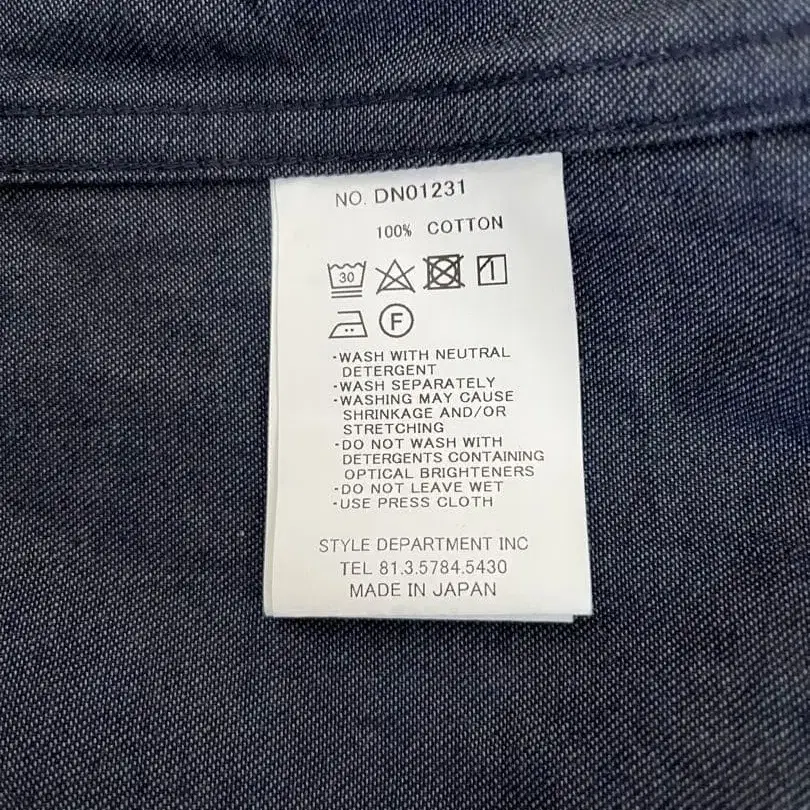 NO. DN01231
100% COTTON
30
F
·WASH WITH NEUTRAL
DETERGENT
·WASH SEPARATELY
·WASHING MAY CAUSE
SHRINKAGE AND/OR
STRETCHING
·DO NOT WASH WITH
DETERGENTS CONTAINING
OPTICAL BRIGHTENERS
·DO NOT LEAVE WET
·USE PRESS CLOTH
STYLE DEPARTMENT INC
TEL 81.3.5784.5430
MADE IN JAPAN